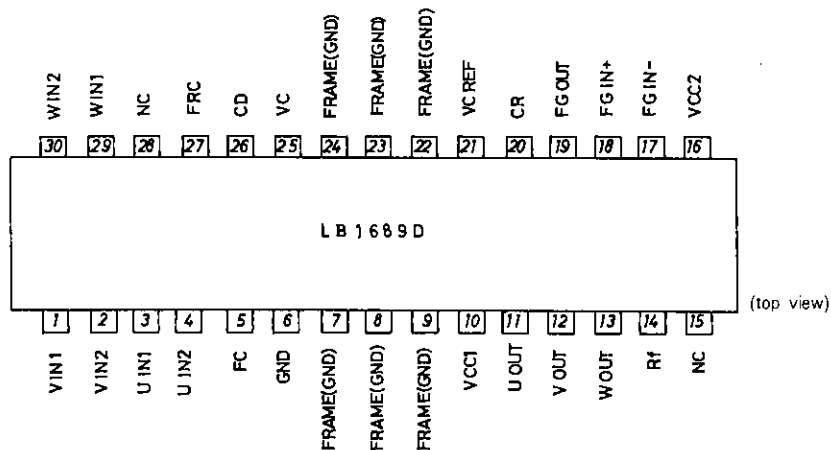 WIN2
WIN1
NC
FRC
CD
VC
FRAME(GND)
FRAME(GND)
FRAME(GND)
VC REF
CR
FG OUT
FG IN+
FG IN-
VCC2
30 29 28 27 26 25 24 23 22 21 20 19 18 17 16
LB1689D
(top view)
1 2 3 4 5 6 7 8 9 10 11 12 13 14 15
VIN1
VIN2
U IN1
U IN2
FC
GND
FRAME(GND)
FRAME(GND)
FRAME(GND)
VCC1
U OUT
V OUT
W OUT
Rf
NC